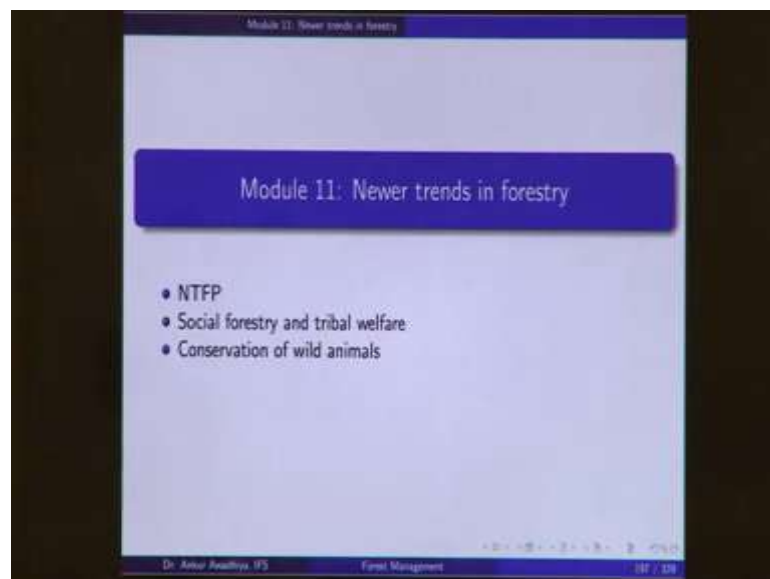 Module 11: Newer trends in forestry
Module 11: Newer trends in forestry
NTFP
Social forestry and tribal welfare
Conservation of wild animals
Dr. Ankur Awadhiya, IFS Forest Management